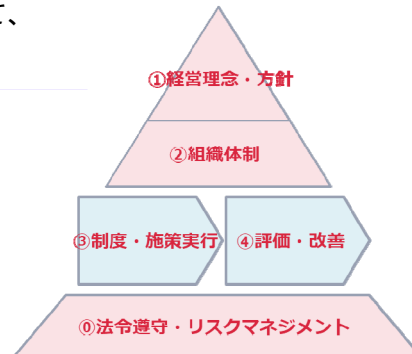 は、
①経営理念・方針
②組織体制
③制度・施策実行
④評価・改善
⓪法令遵守・リスクマネジメント